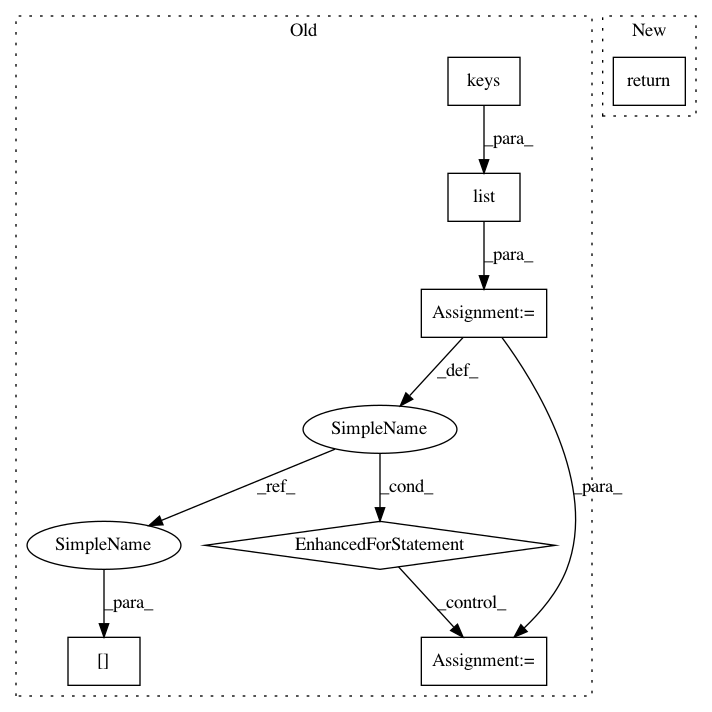 Old
New
keys
return
_para_
list
_para_
Assignment:=
_def_
SimpleName
_para_
_ref_
_cond_
SimpleName
EnhancedForStatement
_para_
_control_
[]
Assignment:=